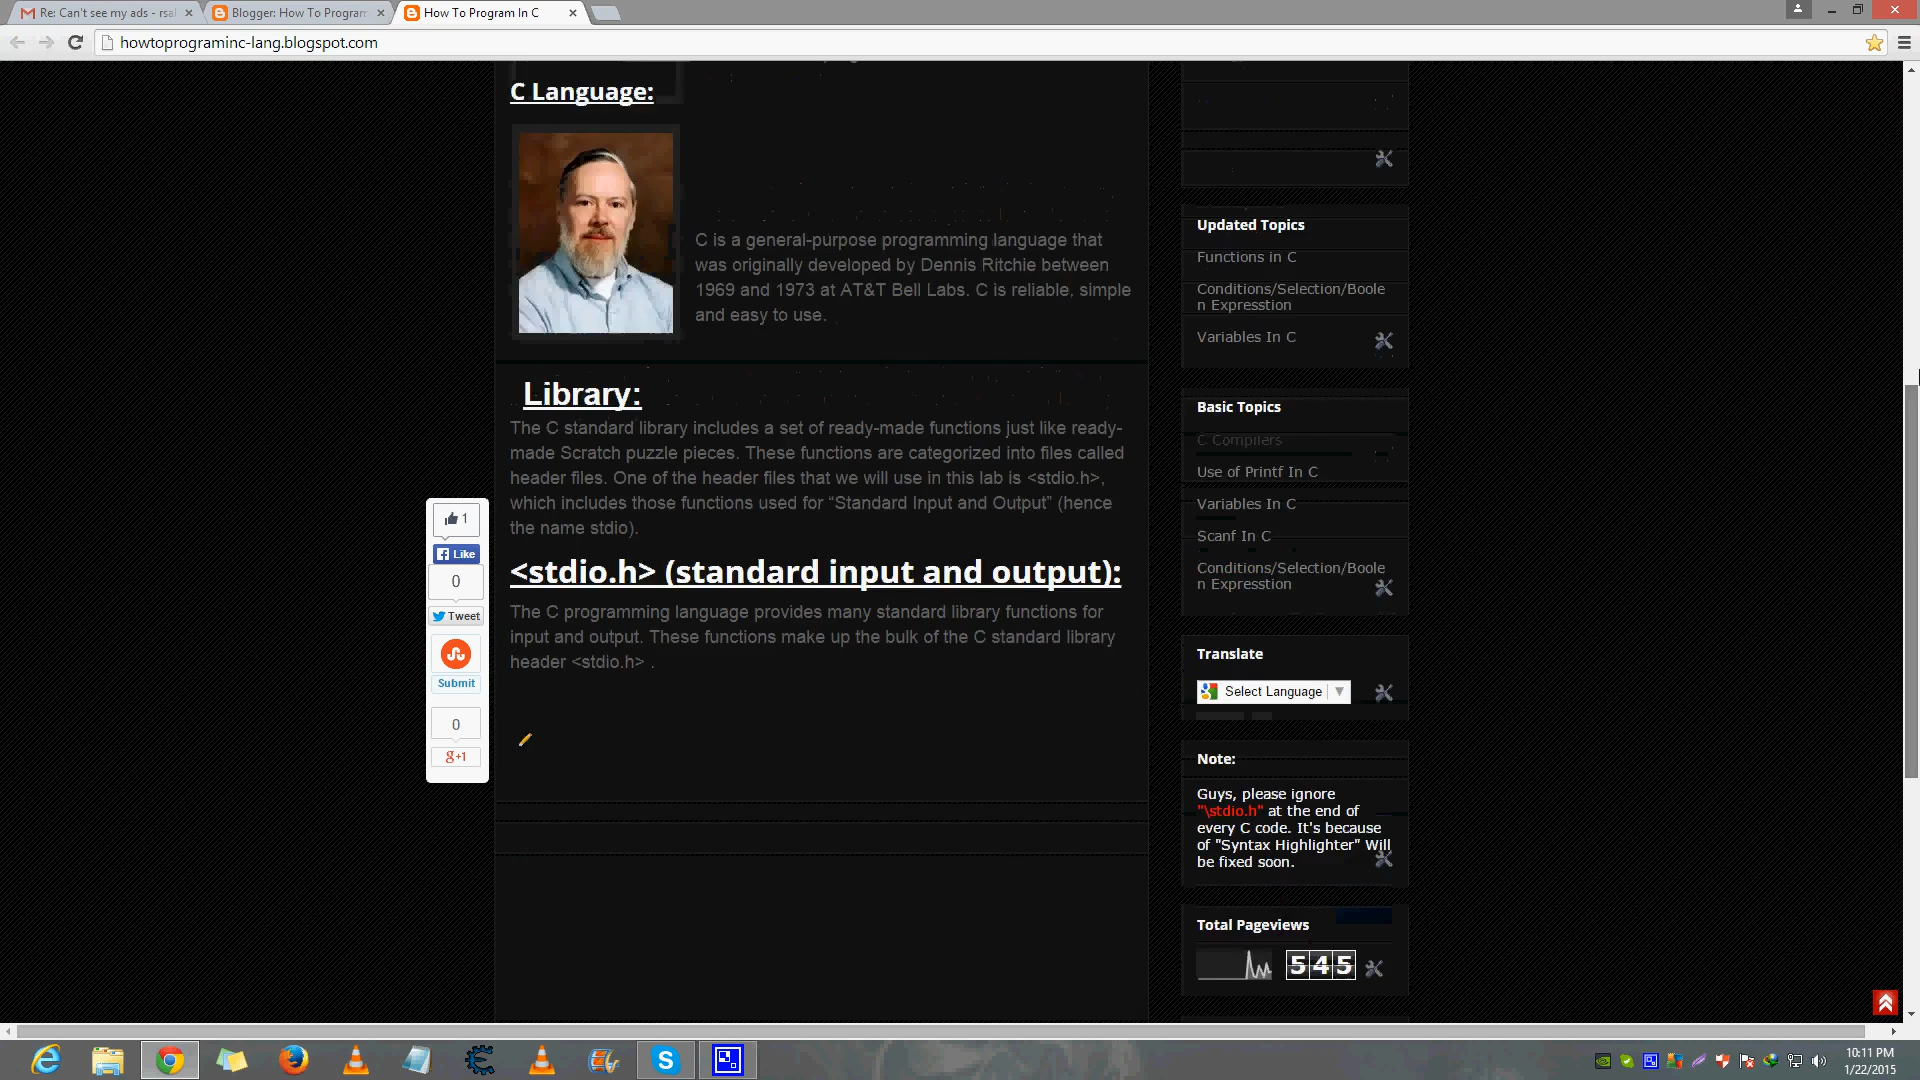 Re: Can't see my ads - rsal
Blogger: How To Program
How To Program In C
howtoprograminc-lang.blogspot.com
C Language:
C is a general-purpose programming language that
was originally developed by Dennis Ritchie between
1969 and 1973 at AT&T Bell Labs. C is reliable, simple
and easy to use.
Library:
The C standard library includes a set of ready-made functions just like ready-
made Scratch puzzle pieces. These functions are categorized into files called
header files. One of the header files that we will use in this lab is <stdio.h>,
which includes those functions used for “Standard Input and Output” (hence
the name stdio).
<stdio.h> (standard input and output):
The C programming language provides many standard library functions for
input and output. These functions make up the bulk of the C standard library
header <stdio.h> .
1
Like
0
Tweet
Submit
0
g+1
Updated Topics
Functions in C
Conditions/Selection/Boole
n Expresstion
Variables In C
Basic Topics
C Compilers
Use of Printf In C
Variables In C
Scanf In C
Conditions/Selection/Boole
n Expresstion
Translate
Select Language
Note:
Guys, please ignore
"\stdio.h" at the end of
every C code. It's because
of "Syntax Highlighter" Will
be fixed soon.
Total Pageviews
545
10:11 PM
1/22/2015